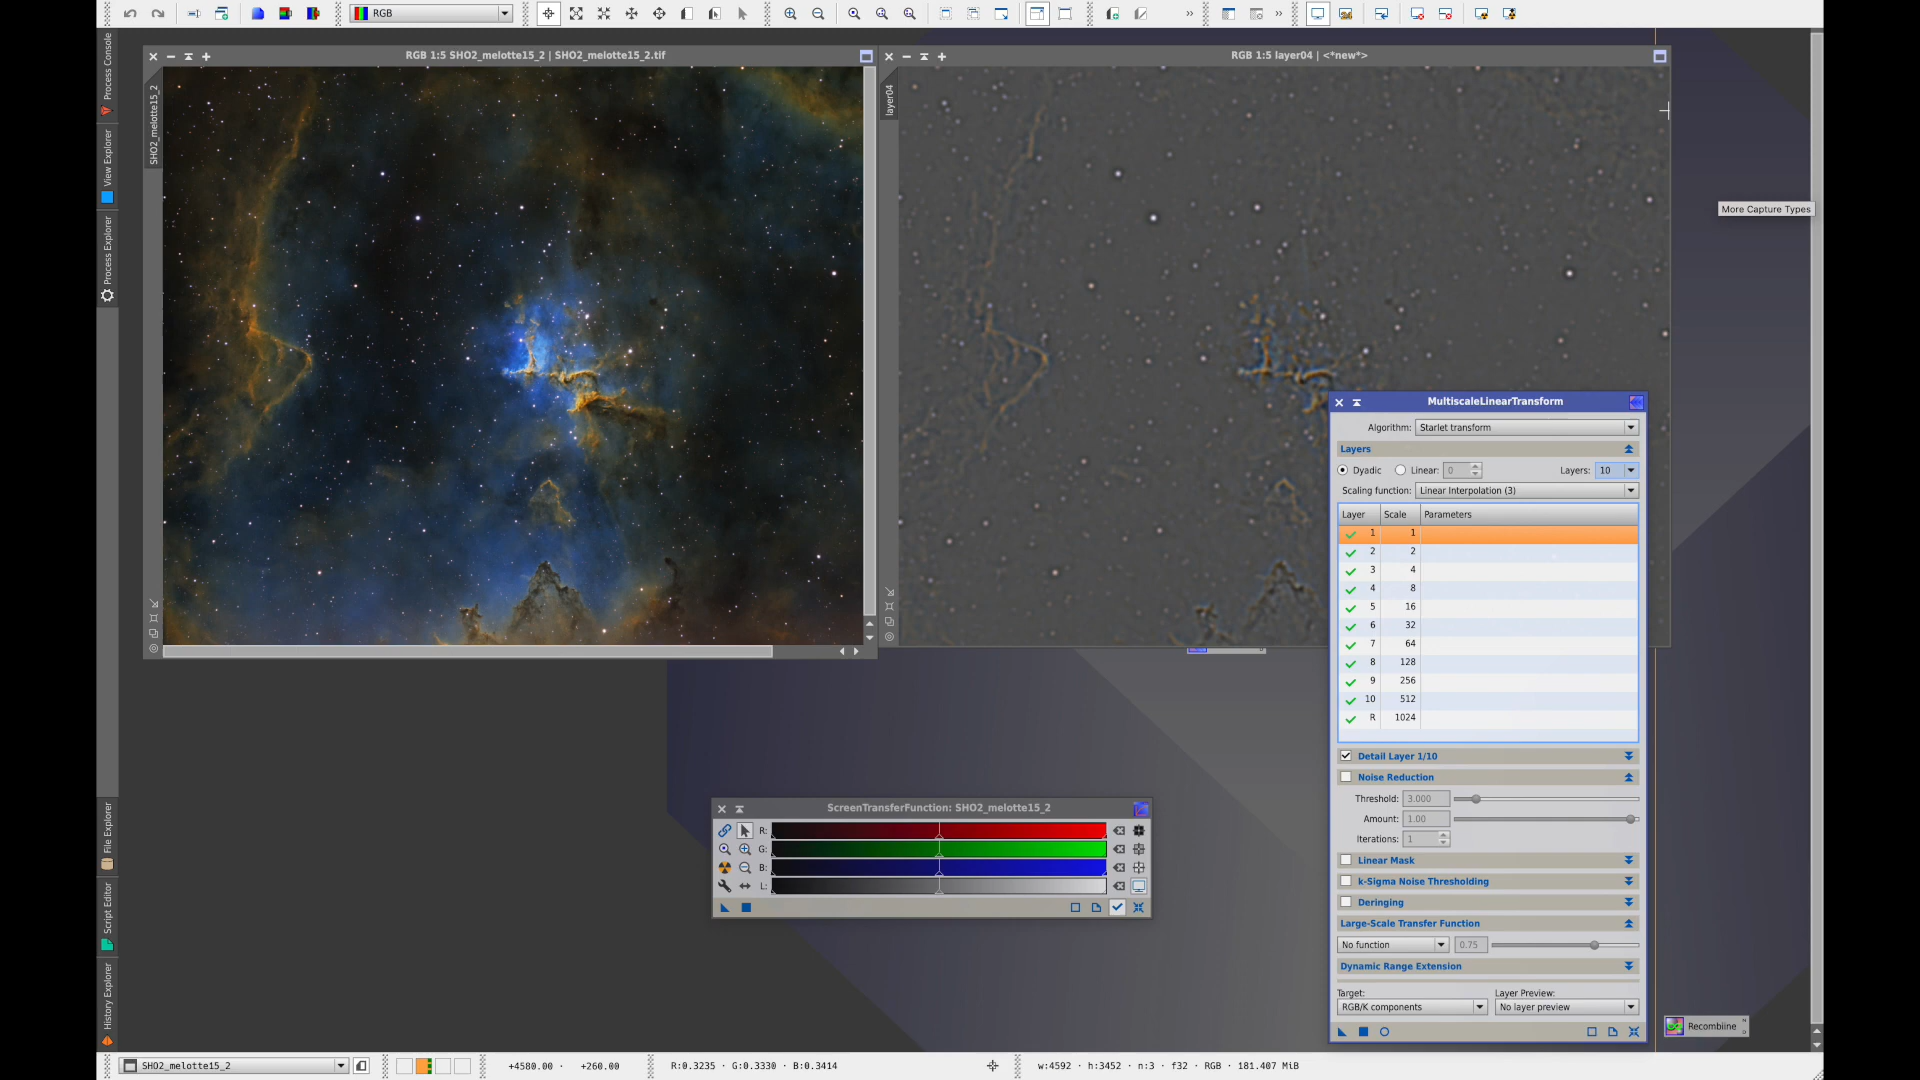 RGB
RGB 1:5 SHO2_melotte15_2 | SHO2_melotte15_2.tif
RGB 1:5 layer04 | <*new*>
Process Console
View Explorer
Process Explorer
File Explorer
Script Editor
History Explorer
SHO2_melotte15_2
layer04
More Capture Types
MultiscaleLinearTransform
Algorithm: Starlet transform
Layers
Dyadic Linear: 0 Layers: 10
Scaling function: Linear Interpolation (3)
Layer Scale Parameters
1 1
2 2
3 4
4 8
5 16
6 32
7 64
8 128
9 256
10 512
R 1024
Detail Layer 1/10
Noise Reduction
Threshold: 3.000
Amount: 1.00
Iterations: 1
Linear Mask
k-Sigma Noise Thresholding
Deringing
Large-Scale Transfer Function
No function 0.75
Dynamic Range Extension
Target: Layer Preview:
RGB/K components No layer preview
ScreenTransferFunction: SHO2_melotte15_2
R:
G:
B:
L:
Recombiine
SHO2_melotte15_2 +4580.00 · +260.00 R:0.3235 · G:0.3330 · B:0.3414 w:4592 · h:3452 · n:3 · f32 · RGB · 181.407 MiB